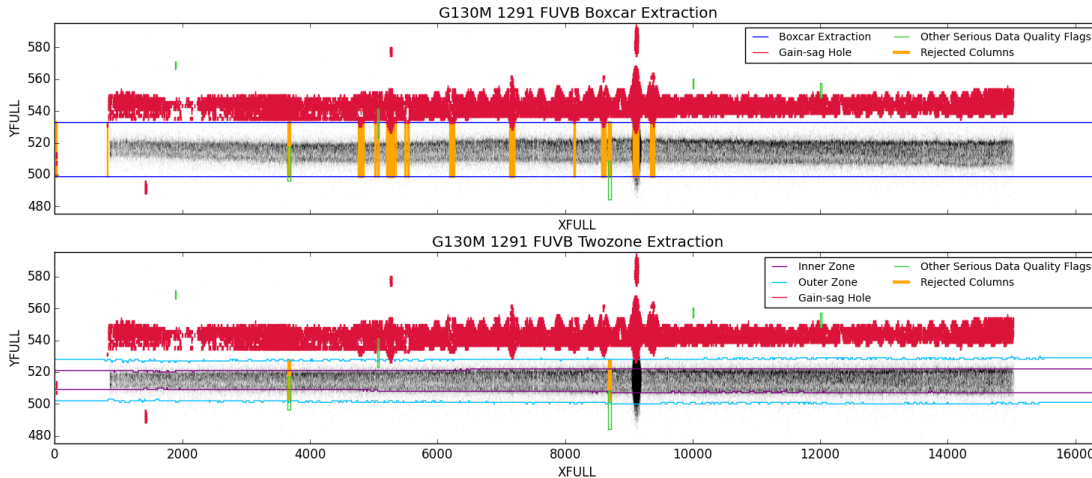 G130M 1291 FUVB Boxcar Extraction
Boxcar Extraction
Gain-sag Hole
Other Serious Data Quality Flags
Rejected Columns
YFULL
580
560
540
520
500
480
XFULL
G130M 1291 FUVB Twozone Extraction
Inner Zone
Outer Zone
Gain-sag Hole
Other Serious Data Quality Flags
Rejected Columns
YFULL
580
560
540
520
500
480
0 2000 4000 6000 8000 10000 12000 14000 16000
XFULL